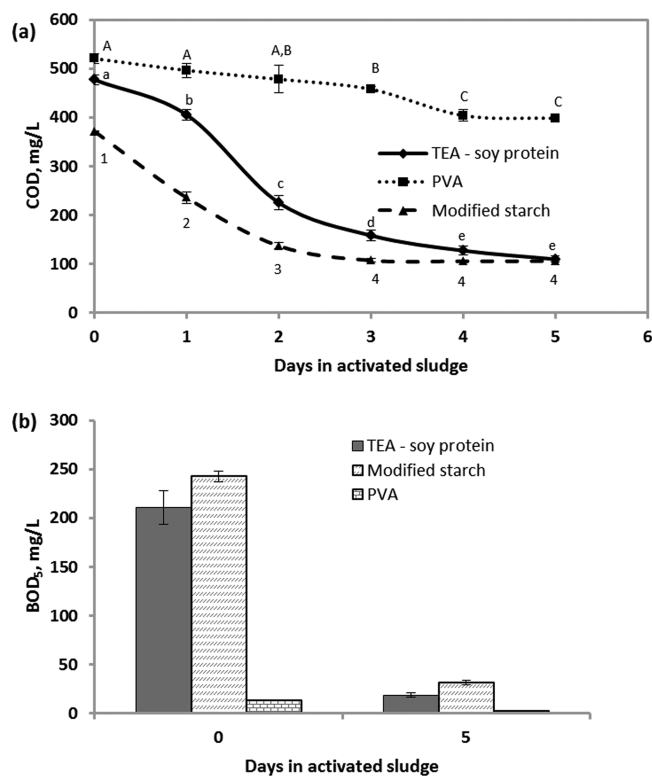 (a)
600
500
400
300
200
100
0
COD, mg/L
A
A
A,B
B
C
C
a
b
c
d
e
e
1
2
3
4
4
4
TEA - soy protein
PVA
Modified starch
0 1 2 3 4 5 6
Days in activated sludge
(b)
300
250
200
150
100
50
0
BOD₅, mg/L
TEA - soy protein
Modified starch
PVA
0 5
Days in activated sludge